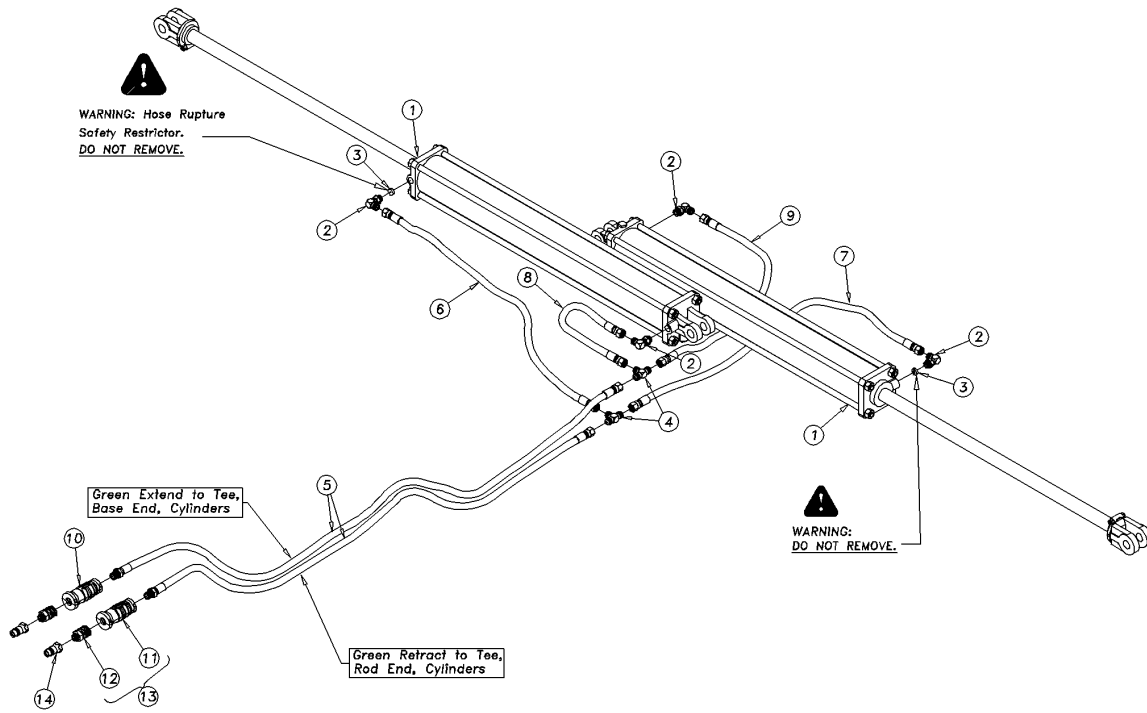 WARNING: Hose Rupture
Safety Restrictor.
DO NOT REMOVE.
1
3
2
2
9
7
8
6
2
2
3
4
1
5
Green Extend to Tee,
Base End, Cylinders
WARNING:
DO NOT REMOVE.
10
Green Retract to Tee,
Rod End, Cylinders
11
12
13
14